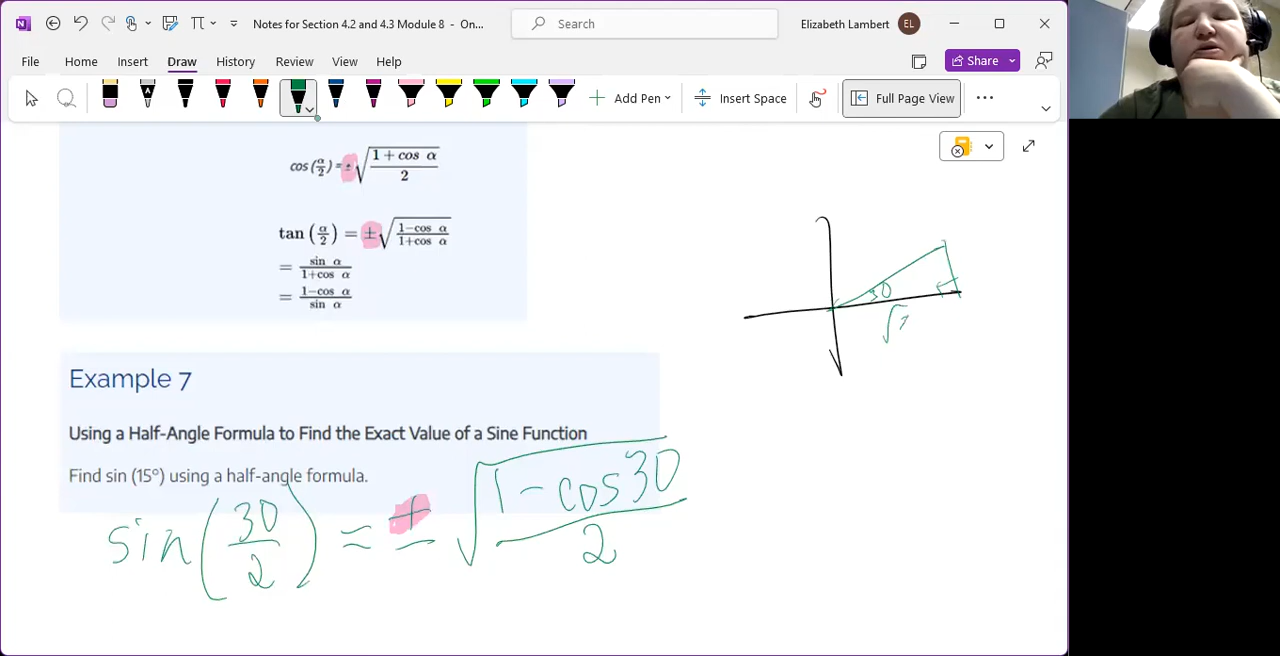 Notes for Section 4.2 and 4.3 Module 8 - On...
Search
Elizabeth Lambert EL
File Home Insert Draw History Review View Help
Share
Add Pen
Insert Space
Full Page View
cos(α/2) = ±√((1 + cos α)/2)
tan(α/2) = ±√((1−cos α)/(1+cos α))
= sin α/(1+cos α)
= (1−cos α)/sin α
30
Example 7
Using a Half-Angle Formula to Find the Exact Value of a Sine Function
Find sin (15°) using a half-angle formula.
sin(30/2) = ±√((1 - cos30)/2)